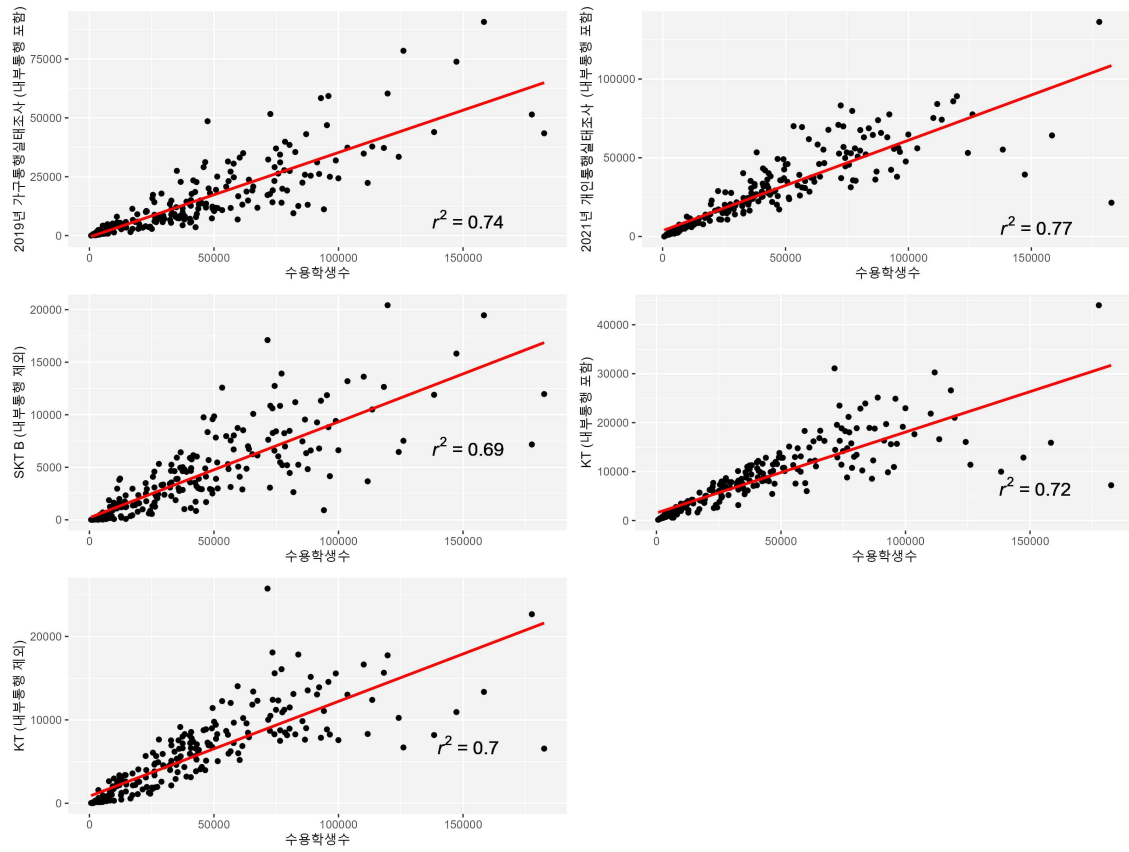 2019년 가구통행실태조사 (내부통행 포함)
75000
50000
25000
0
r² = 0.74
0 50000 100000 150000
수용학생수
2021년 개인통행실태조사 (내부통행 포함)
100000
50000
0
r² = 0.77
0 50000 100000 150000
수용학생수
SKT B (내부통행 제외)
20000
15000
10000
5000
0
r² = 0.69
0 50000 100000 150000
수용학생수
KT (내부통행 포함)
40000
30000
20000
10000
0
r² = 0.72
0 50000 100000 150000
수용학생수
KT (내부통행 제외)
20000
10000
0
r² = 0.7
0 50000 100000 150000
수용학생수